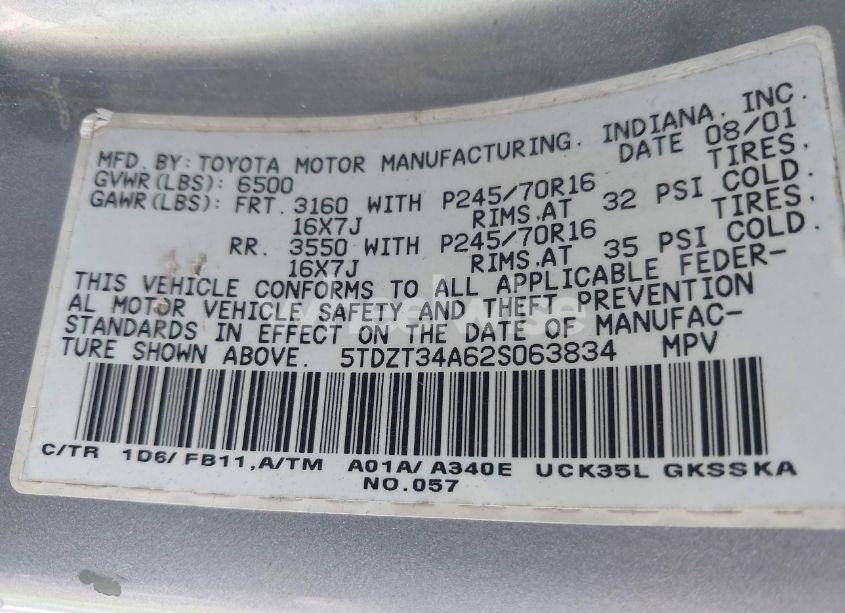 MFD. BY: TOYOTA MOTOR MANUFACTURING, INDIANA, INC.
GVWR(LBS): 6500 DATE 08/01
GAWR(LBS): FRT. 3160 WITH P245/70R16 TIRES,
16X7J RIMS,AT 32 PSI COLD.
RR. 3550 WITH P245/70R16 TIRES,
16X7J RIMS,AT 35 PSI COLD.
THIS VEHICLE CONFORMS TO ALL APPLICABLE FEDER-
AL MOTOR VEHICLE SAFETY AND THEFT PREVENTION
STANDARDS IN EFFECT ON THE DATE OF MANUFAC-
TURE SHOWN ABOVE. 5TDZT34A62S063834 MPV
C/TR 1D6/FB11,A/TM A01A/A340E UCK35L GKSSKA
NO.057